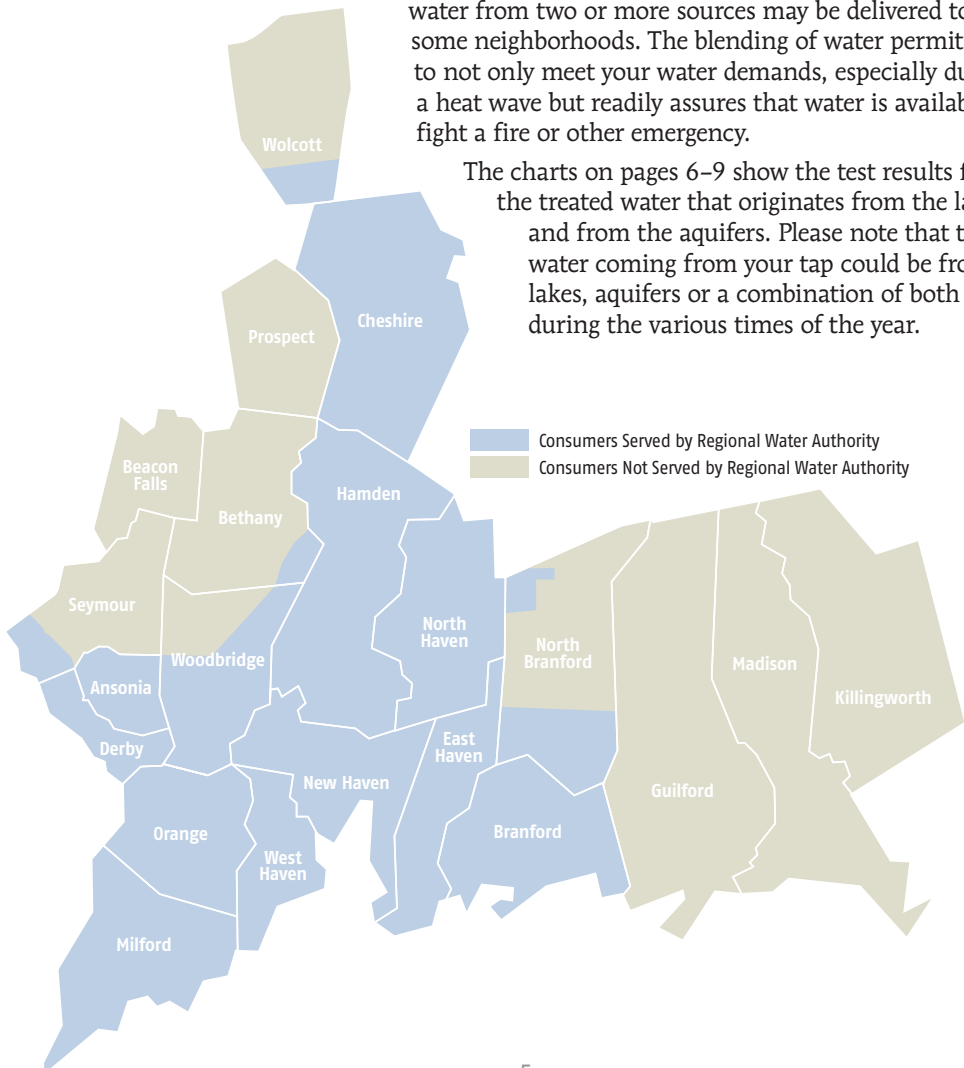 water from two or more sources may be delivered to
some neighborhoods. The blending of water permit
to not only meet your water demands, especially du
a heat wave but readily assures that water is availab
fight a fire or other emergency.
The charts on pages 6–9 show the test results f
the treated water that originates from the la
and from the aquifers. Please note that t
water coming from your tap could be fro
lakes, aquifers or a combination of both
during the various times of the year.
Wolcott
Cheshire
Prospect
Consumers Served by Regional Water Authority
Consumers Not Served by Regional Water Authority
Beacon
Falls
Hamden
Bethany
Seymour
North
Haven
North
Branford
Woodbridge
Madison
Ansonia
Killingworth
Derby
East
Haven
New Haven
Guilford
Orange
Branford
West
Haven
Milford